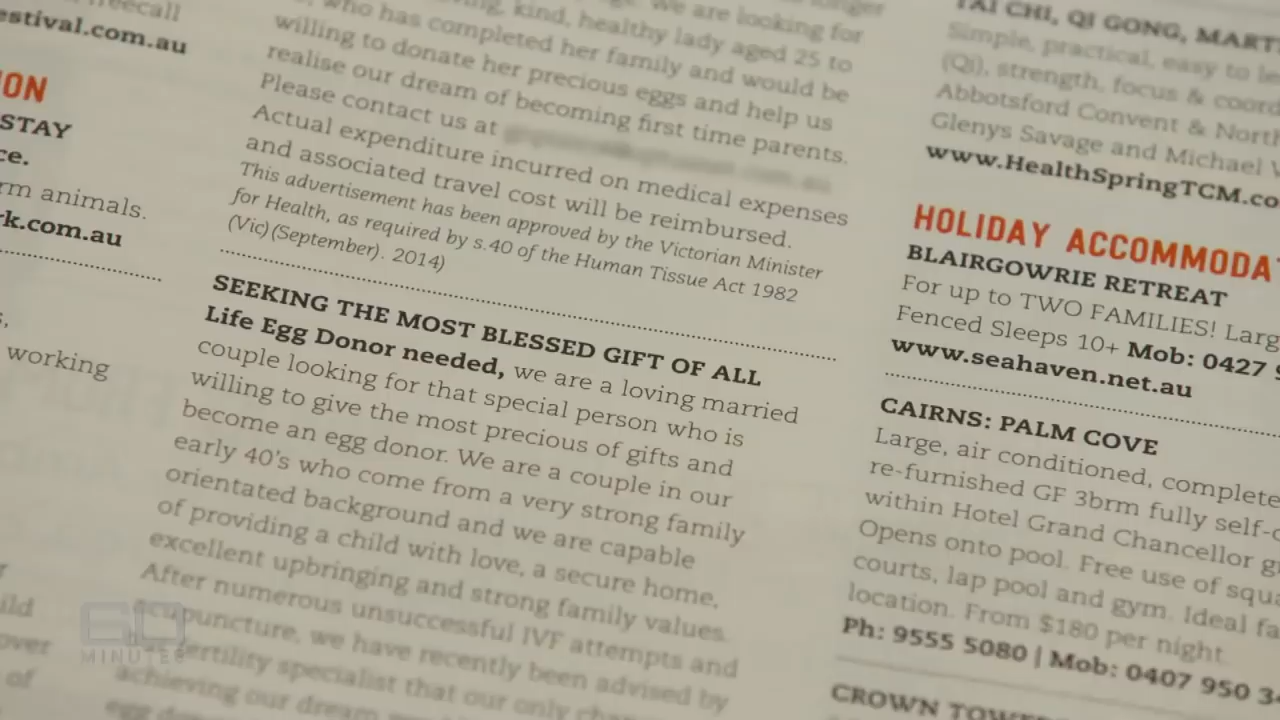 freecall
estival.com.au
ION
STAY
ce.
rm animals.
rk.com.au
s,
working
ild
over
of
kind, healthy lady aged 25 to
We are looking for
who has completed her family and would be
willing to donate her precious eggs and help us
realise our dream of becoming first time parents.
Please contact us at
Actual expenditure incurred on medical expenses
and associated travel cost will be reimbursed.
This advertisement has been approved by the Victorian Minister
for Health, as required by s.40 of the Human Tissue Act 1982
(Vic)(September). 2014)
SEEKING THE MOST BLESSED GIFT OF ALL
Life Egg Donor needed, we are a loving married
couple looking for that special person who is
willing to give the most precious of gifts and
become an egg donor. We are a couple in our
early 40's who come from a very strong family
orientated background and we are capable
of providing a child with love, a secure home,
excellent upbringing and strong family values.
After numerous unsuccessful IVF attempts and
acupuncture, we have recently been advised by
fertility specialist that our only
achieving our dream
egg
TAI CHI, QI GONG, MART
Simple, practical, easy to le
(Qi), strength, focus & coord
Abbotsford Convent & North
Glenys Savage and Michael
www.HealthSpringTCM.co
HOLIDAY ACCOMMODAT
BLAIRGOWRIE RETREAT
For up to TWO FAMILIES! Larg
Fenced Sleeps 10+ Mob: 0427 9
www.seahaven.net.au
CAIRNS: PALM COVE
Large, air conditioned, complete
re-furnished GF 3brm fully self-c
within Hotel Grand Chancellor g
Opens onto pool. Free use of squa
courts, lap pool and gym. Ideal fa
location. From $180 per night.
Ph: 9555 5080 | Mob: 0407 950 3
CROWN TOWE
60
MINUTES